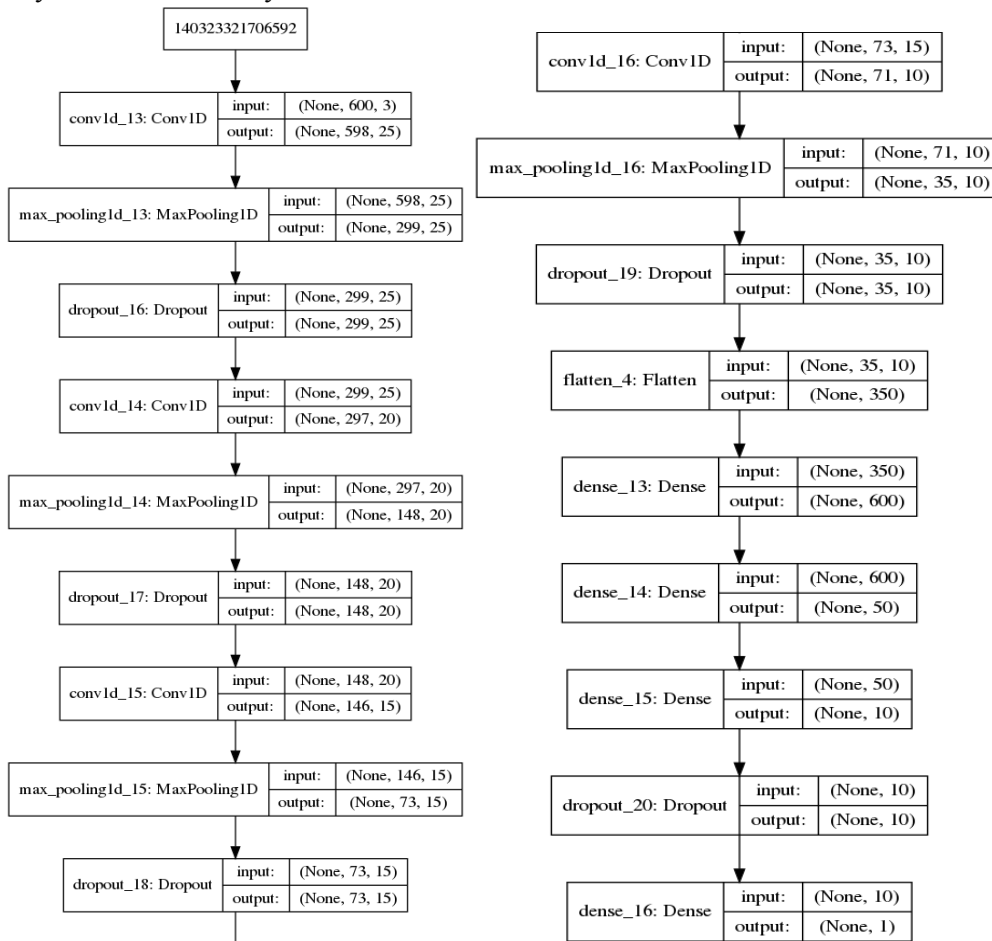 140323321706592
conv1d_13: Conv1D
input: (None, 600, 3)
output: (None, 598, 25)
max_pooling1d_13: MaxPooling1D
input: (None, 598, 25)
output: (None, 299, 25)
dropout_16: Dropout
input: (None, 299, 25)
output: (None, 299, 25)
conv1d_14: Conv1D
input: (None, 299, 25)
output: (None, 297, 20)
max_pooling1d_14: MaxPooling1D
input: (None, 297, 20)
output: (None, 148, 20)
dropout_17: Dropout
input: (None, 148, 20)
output: (None, 148, 20)
conv1d_15: Conv1D
input: (None, 148, 20)
output: (None, 146, 15)
max_pooling1d_15: MaxPooling1D
input: (None, 146, 15)
output: (None, 73, 15)
dropout_18: Dropout
input: (None, 73, 15)
output: (None, 73, 15)
conv1d_16: Conv1D
input: (None, 73, 15)
output: (None, 71, 10)
max_pooling1d_16: MaxPooling1D
input: (None, 71, 10)
output: (None, 35, 10)
dropout_19: Dropout
input: (None, 35, 10)
output: (None, 35, 10)
flatten_4: Flatten
input: (None, 35, 10)
output: (None, 350)
dense_13: Dense
input: (None, 350)
output: (None, 600)
dense_14: Dense
input: (None, 600)
output: (None, 50)
dense_15: Dense
input: (None, 50)
output: (None, 10)
dropout_20: Dropout
input: (None, 10)
output: (None, 10)
dense_16: Dense
input: (None, 10)
output: (None, 1)